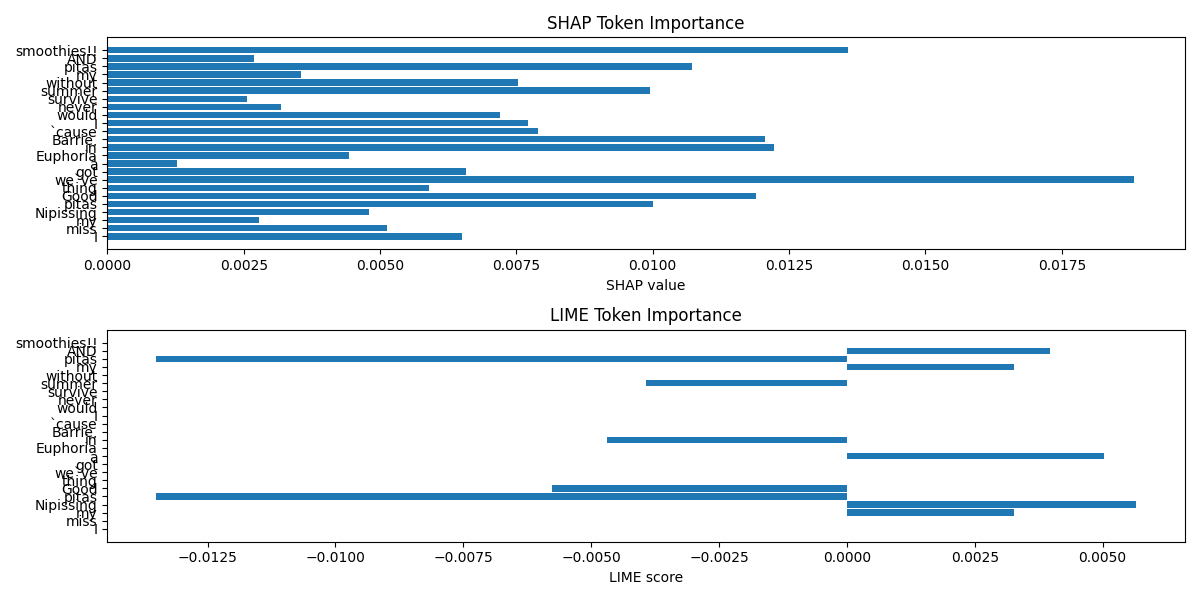 SHAP Token Importance
smoothies!!
AND
pitas
my
without
summer
survive
never
would
I
`cause
Barrie,
in
Euphoria
a
got
we`ve
thing
Good
pitas
Nipissing
my
miss
I
0.0000 0.0025 0.0050 0.0075 0.0100 0.0125 0.0150 0.0175
SHAP value
LIME Token Importance
smoothies!!
AND
pitas
my
without
summer
survive
never
would
I
`cause
Barrie,
in
Euphoria
a
got
we`ve
thing
Good
pitas
Nipissing
my
miss
I
−0.0125 −0.0100 −0.0075 −0.0050 −0.0025 0.0000 0.0025 0.0050
LIME score